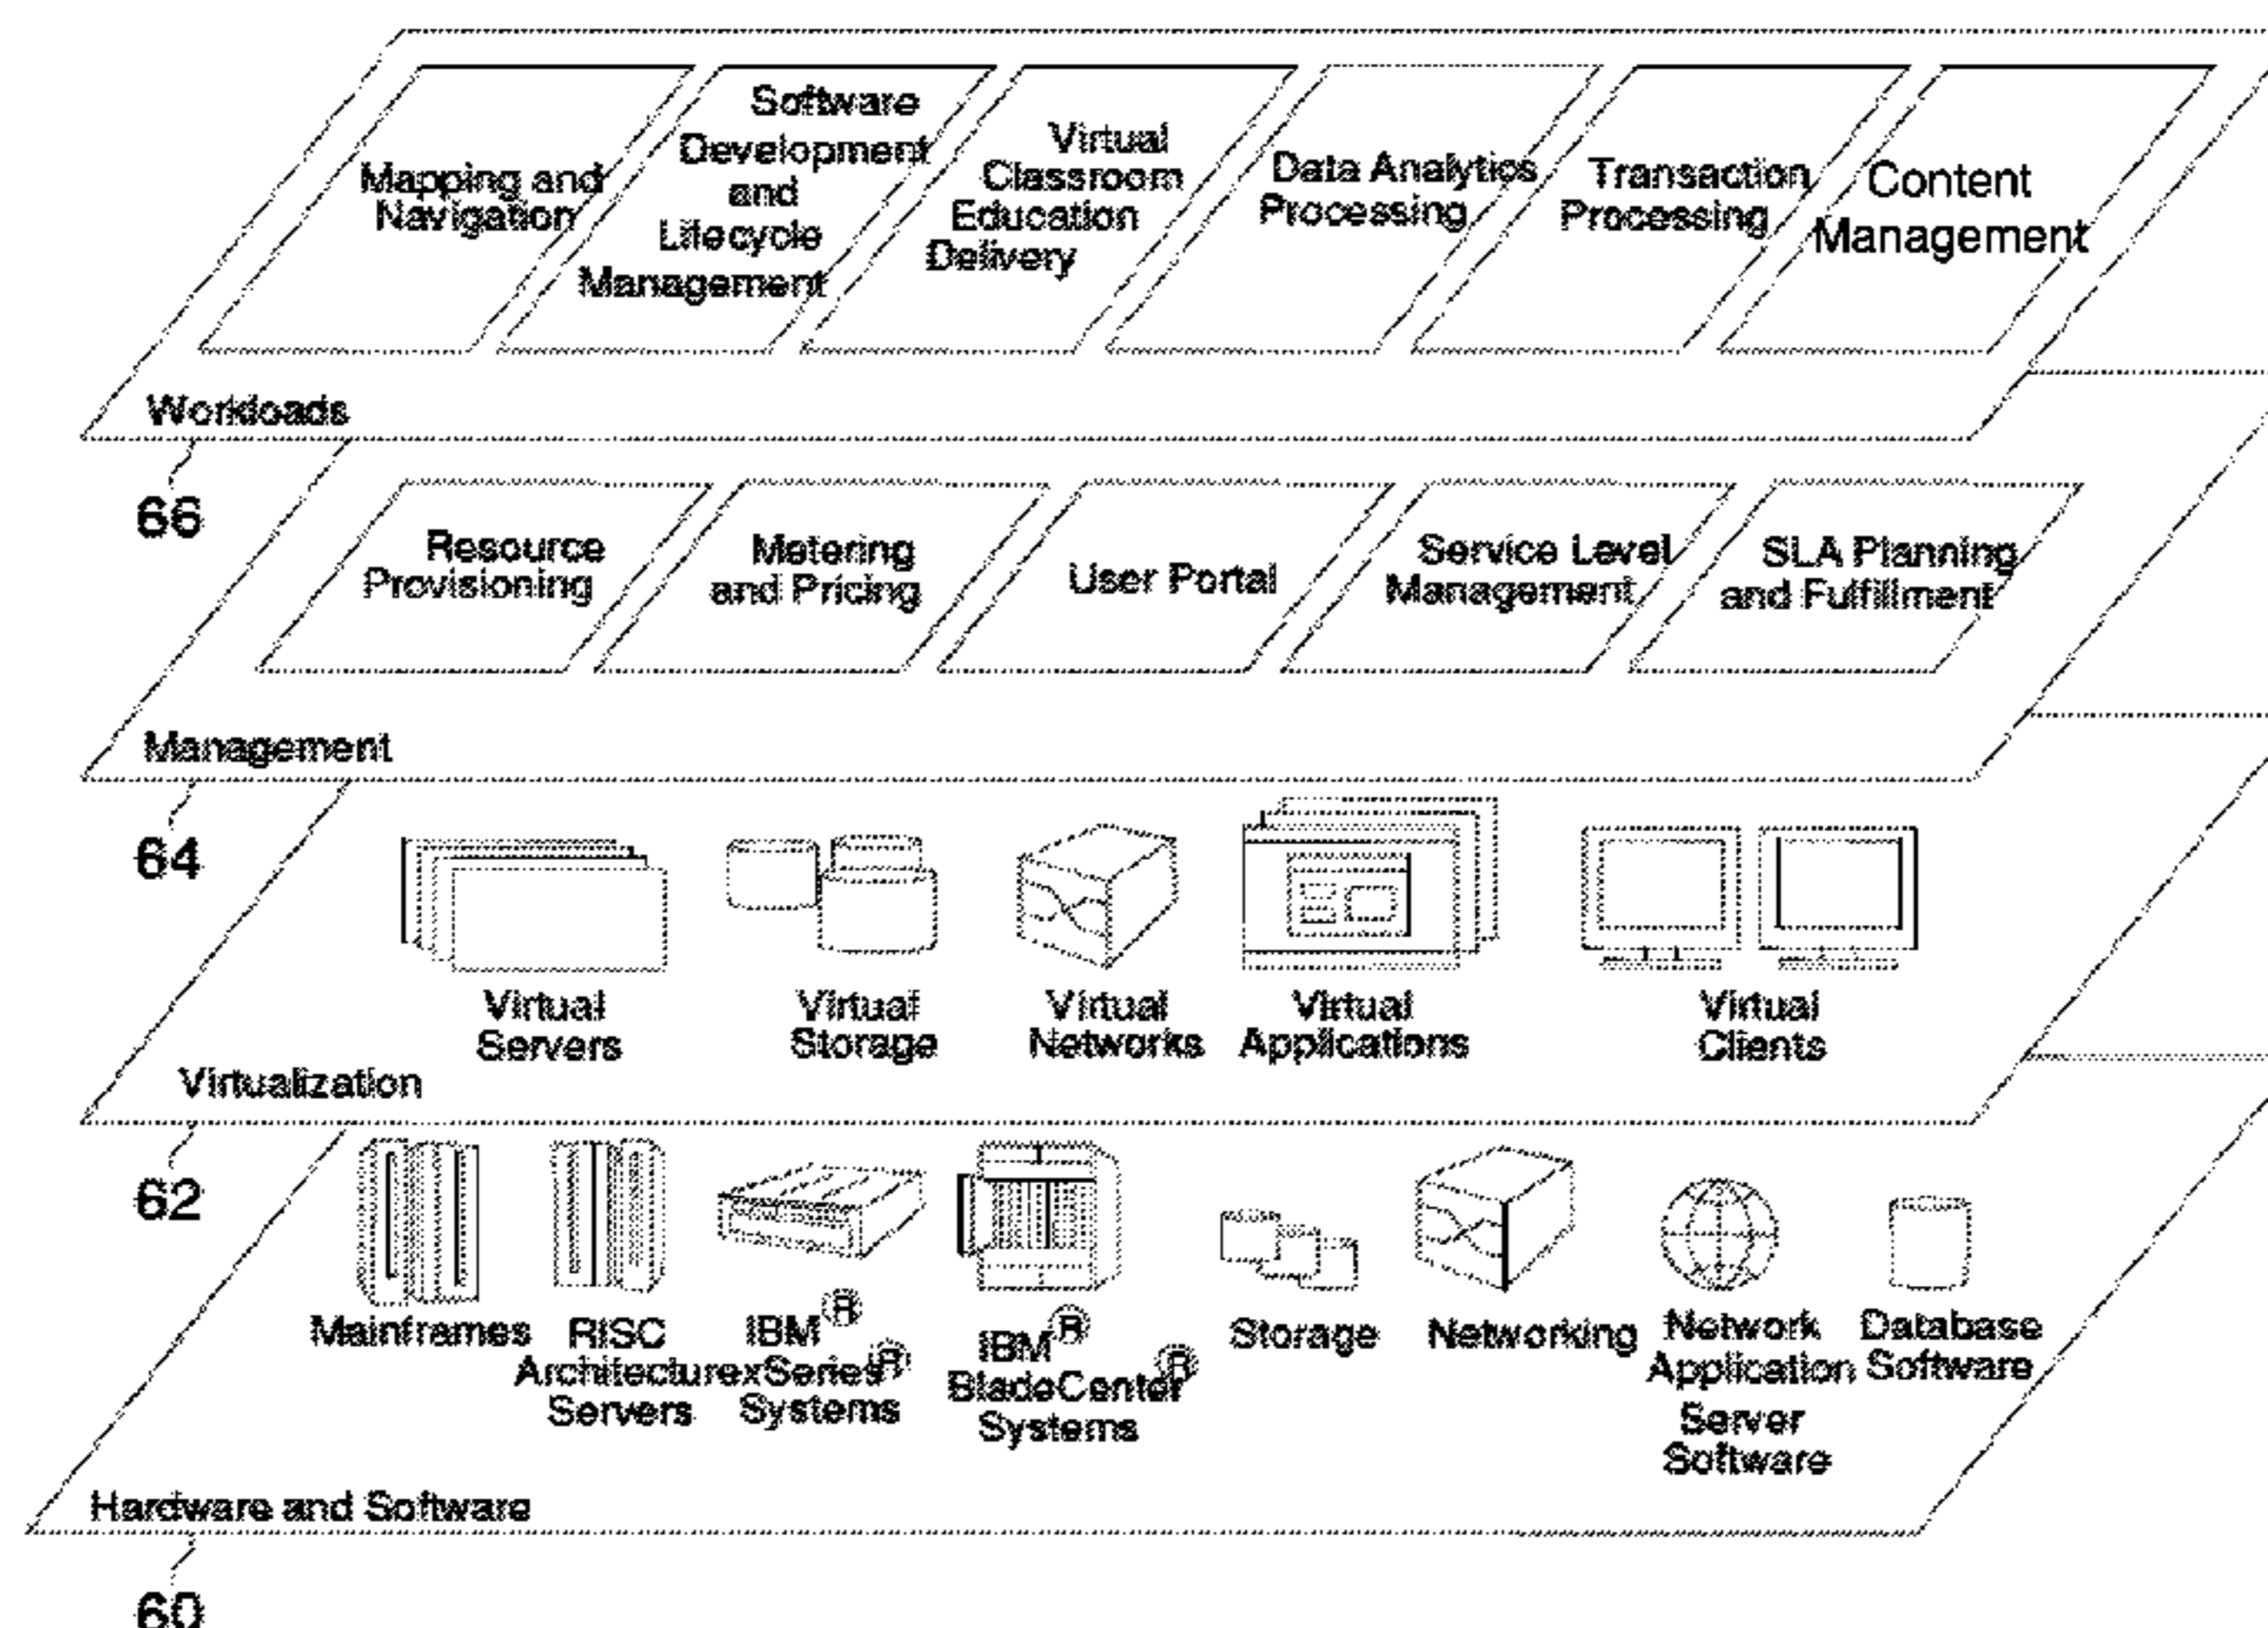 Mapping and
Navigation
Software
Development
and
Lifecycle
Management
Virtual
Classroom
Education
Delivery
Data Analytics
Processing
Transaction
Processing
Content
Management
Workloads
66
Resource
Provisioning
Metering
and Pricing
User Portal
Service Level
Management
SLA Planning
and Fulfillment
Management
64
Virtual
Servers
Virtual
Storage
Virtual
Networks
Virtual
Applications
Virtual
Clients
Virtualization
62
Mainframes
RISC
Architecture
Servers
IBM®
xSeries®
Systems
IBM®
BladeCenter®
Systems
Storage
Networking
Network
Application
Server
Software
Database
Software
Hardware and Software
60